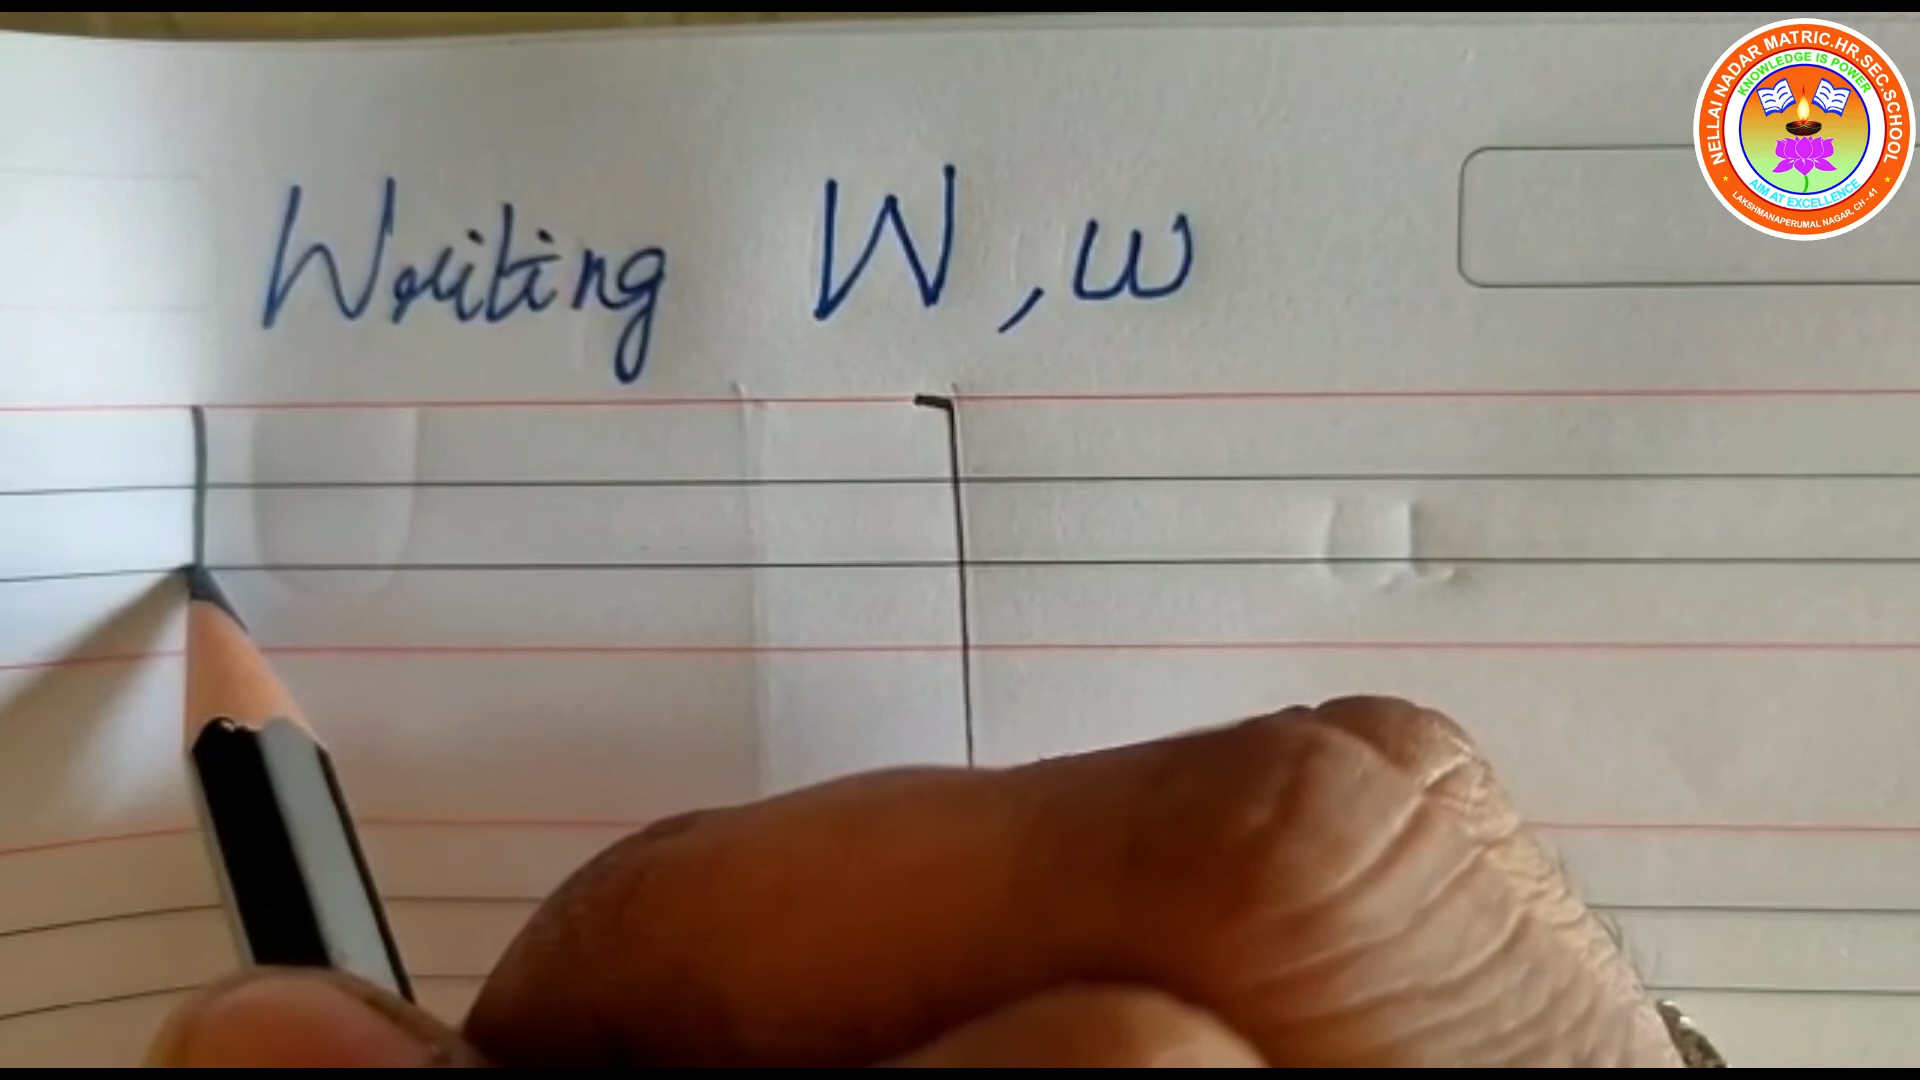 Writing W, w
NELLAI NADAR MATRIC.HR.SEC.SCHOOL
KNOWLEDGE IS POWER
AIM AT EXCELLENCE
LAKSHMANAPERUMAL NAGAR, CH - 41